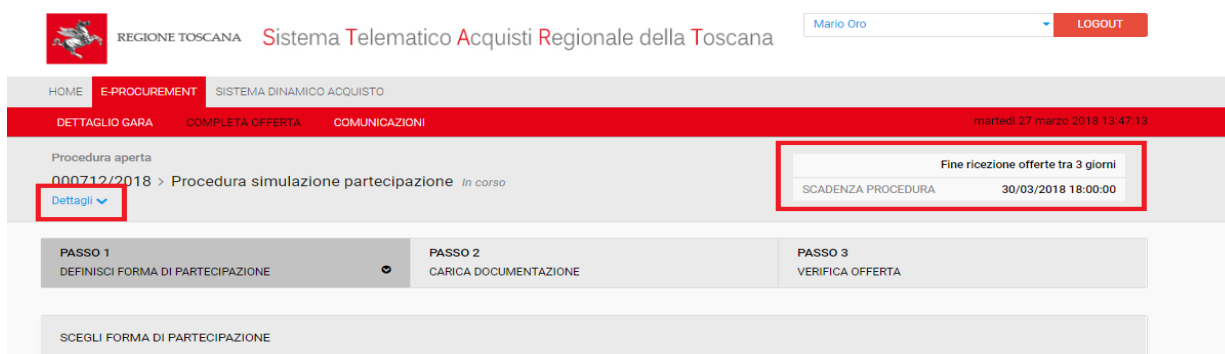 Mario Oro
LOGOUT
REGIONE TOSCANA Sistema Telematico Acquisti Regionale della Toscana
HOME E-PROCUREMENT SISTEMA DINAMICO ACQUISTO
DETTAGLIO GARA COMPLETA OFFERTA COMUNICAZIONI martedì 27 marzo 2018 13:47:13
Procedura aperta
000712/2018 > Procedura simulazione partecipazione In corso
Dettagli
Fine ricezione offerte tra 3 giorni
SCADENZA PROCEDURA 30/03/2018 18:00:00
PASSO 1
DEFINISCI FORMA DI PARTECIPAZIONE
PASSO 2
CARICA DOCUMENTAZIONE
PASSO 3
VERIFICA OFFERTA
SCEGLI FORMA DI PARTECIPAZIONE